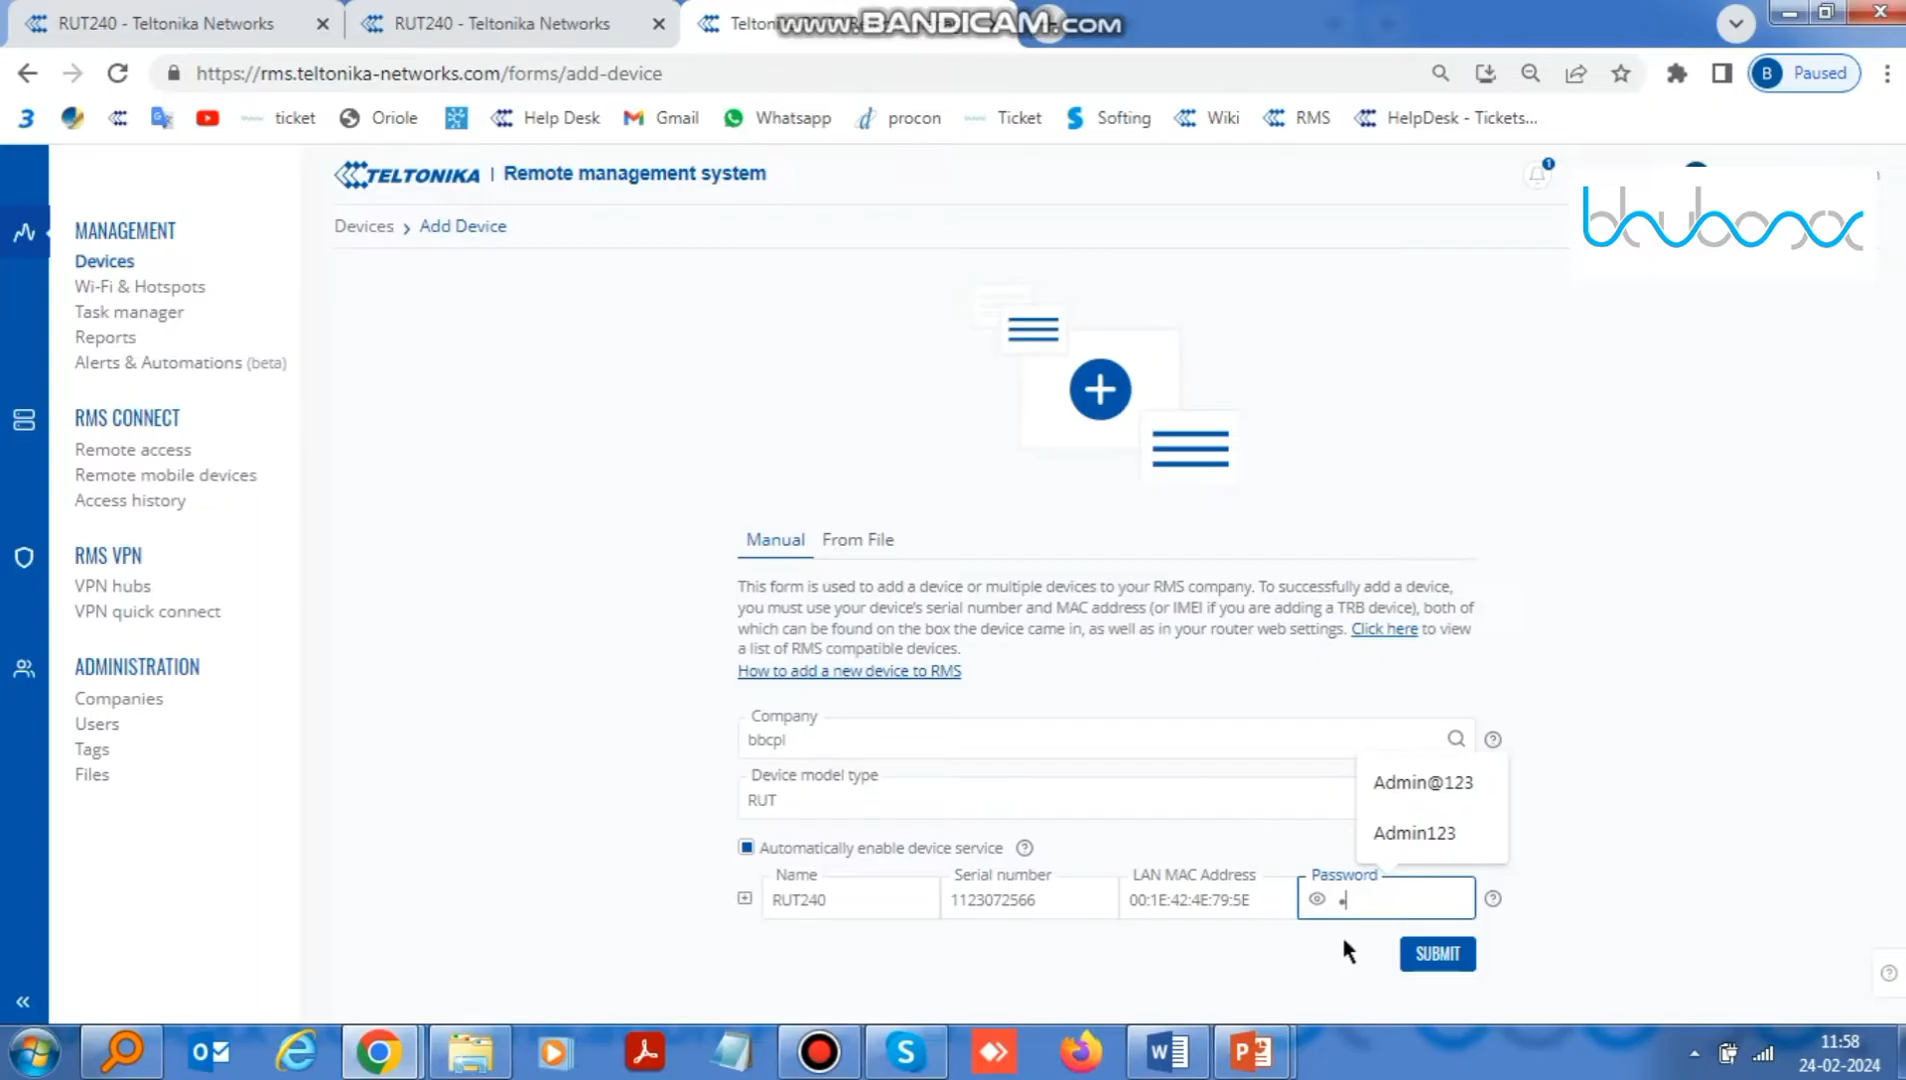 RUT240 - Teltonika Networks
RUT240 - Teltonika Networks
Teltoni
www.BANDICAM.com
https://rms.teltonika-networks.com/forms/add-device
B Paused
3
ticket
Oriole
Help Desk
Gmail
Whatsapp
procon
Ticket
Softing
Wiki
RMS
HelpDesk - Tickets...
TELTONIKA | Remote management system
1
bhubonxx
Devices > Add Device
MANAGEMENT
Devices
Wi-Fi & Hotspots
Task manager
Reports
Alerts & Automations (beta)
RMS CONNECT
Remote access
Remote mobile devices
Access history
RMS VPN
VPN hubs
VPN quick connect
ADMINISTRATION
Companies
Users
Tags
Files
Manual From File
This form is used to add a device or multiple devices to your RMS company. To successfully add a device,
you must use your device's serial number and MAC address (or IMEI if you are adding a TRB device), both of
which can be found on the box the device came in, as well as in your router web settings. Click here to view
a list of RMS compatible devices.
How to add a new device to RMS
Company
bbcpl
Device model type
RUT
Admin@123
Admin123
Automatically enable device service
Name
RUT240
Serial number
1123072566
LAN MAC Address
00:1E:42:4E:79:5E
Password
SUBMIT
11:58
24-02-2024